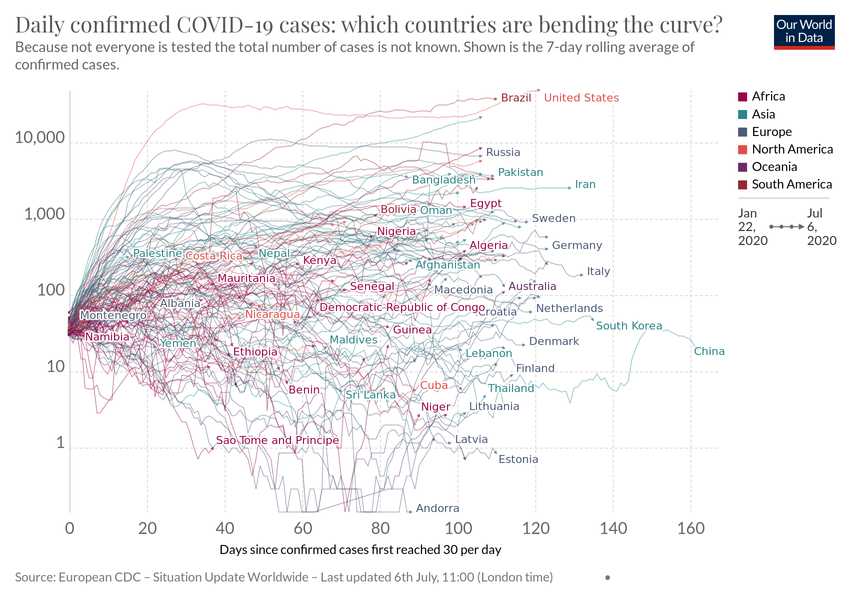 Daily confirmed COVID-19 cases: which countries are bending the curve?
Because not everyone is tested the total number of cases is not known. Shown is the 7-day rolling average of
confirmed cases.
Our World
in Data
Africa
Asia
Europe
North America
Oceania
South America
Jan
22,
2020
Jul
6,
2020
10,000
1,000
100
10
1
Brazil
United States
Russia
Bangladesh
Pakistan
Iran
Bolivia
Oman
Egypt
Sweden
Nigeria
Algeria
Germany
Palestine
Costa Rica
Nepal
Kenya
Afghanistan
Italy
Mauritania
Senegal
Macedonia
Australia
Albania
Democratic Republic of Congo
Croatia
Netherlands
Montenegro
Nicaragua
Guinea
South Korea
Namibia
Yemen
Maldives
Denmark
Ethiopia
Lebanon
China
Finland
Benin
Sri Lanka
Cuba
Thailand
Niger
Lithuania
Sao Tome and Principe
Latvia
Estonia
Andorra
0 20 40 60 80 100 120 140 160
Days since confirmed cases first reached 30 per day
Source: European CDC – Situation Update Worldwide – Last updated 6th July, 11:00 (London time)